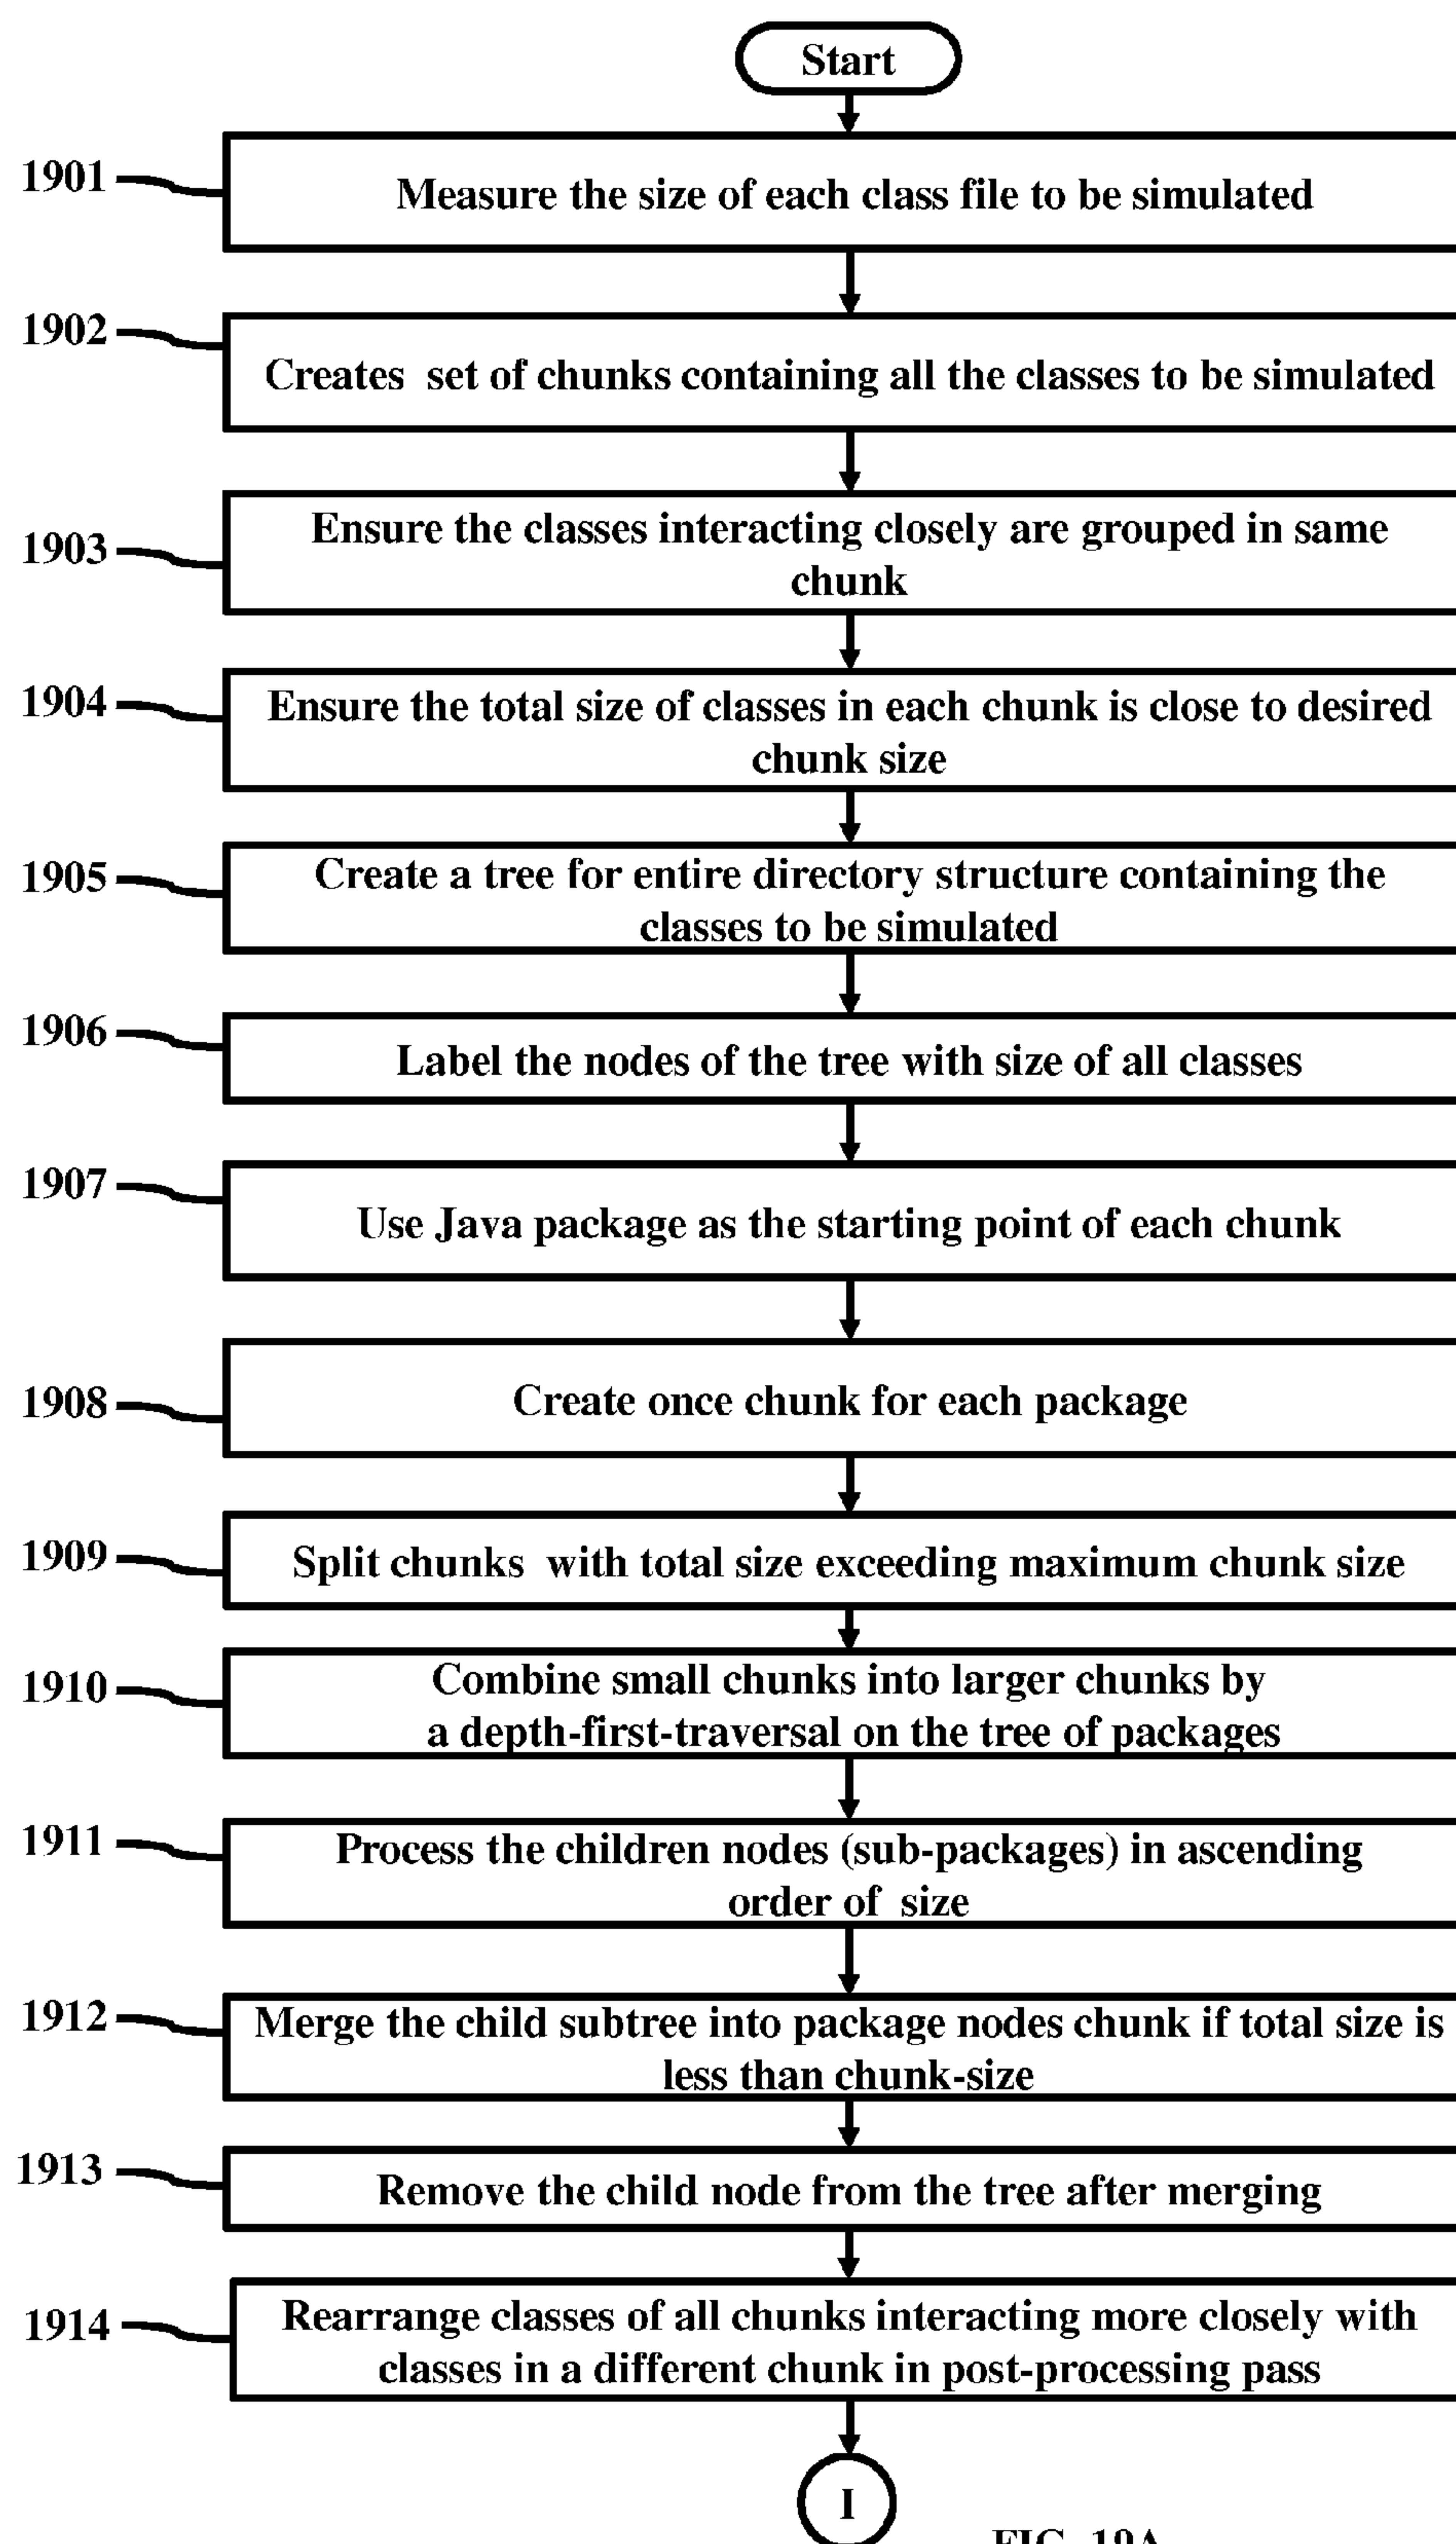 Start
1901
Measure the size of each class file to be simulated
1902
Creates set of chunks containing all the classes to be simulated
1903
Ensure the classes interacting closely are grouped in same
chunk
1904
Ensure the total size of classes in each chunk is close to desired
chunk size
1905
Create a tree for entire directory structure containing the
classes to be simulated
1906
Label the nodes of the tree with size of all classes
1907
Use Java package as the starting point of each chunk
1908
Create once chunk for each package
1909
Split chunks with total size exceeding maximum chunk size
1910
Combine small chunks into larger chunks by
a depth-first-traversal on the tree of packages
1911
Process the children nodes (sub-packages) in ascending
order of size
1912
Merge the child subtree into package nodes chunk if total size is
less than chunk-size
1913
Remove the child node from the tree after merging
1914
Rearrange classes of all chunks interacting more closely with
classes in a different chunk in post-processing pass
I
FIG. 19A